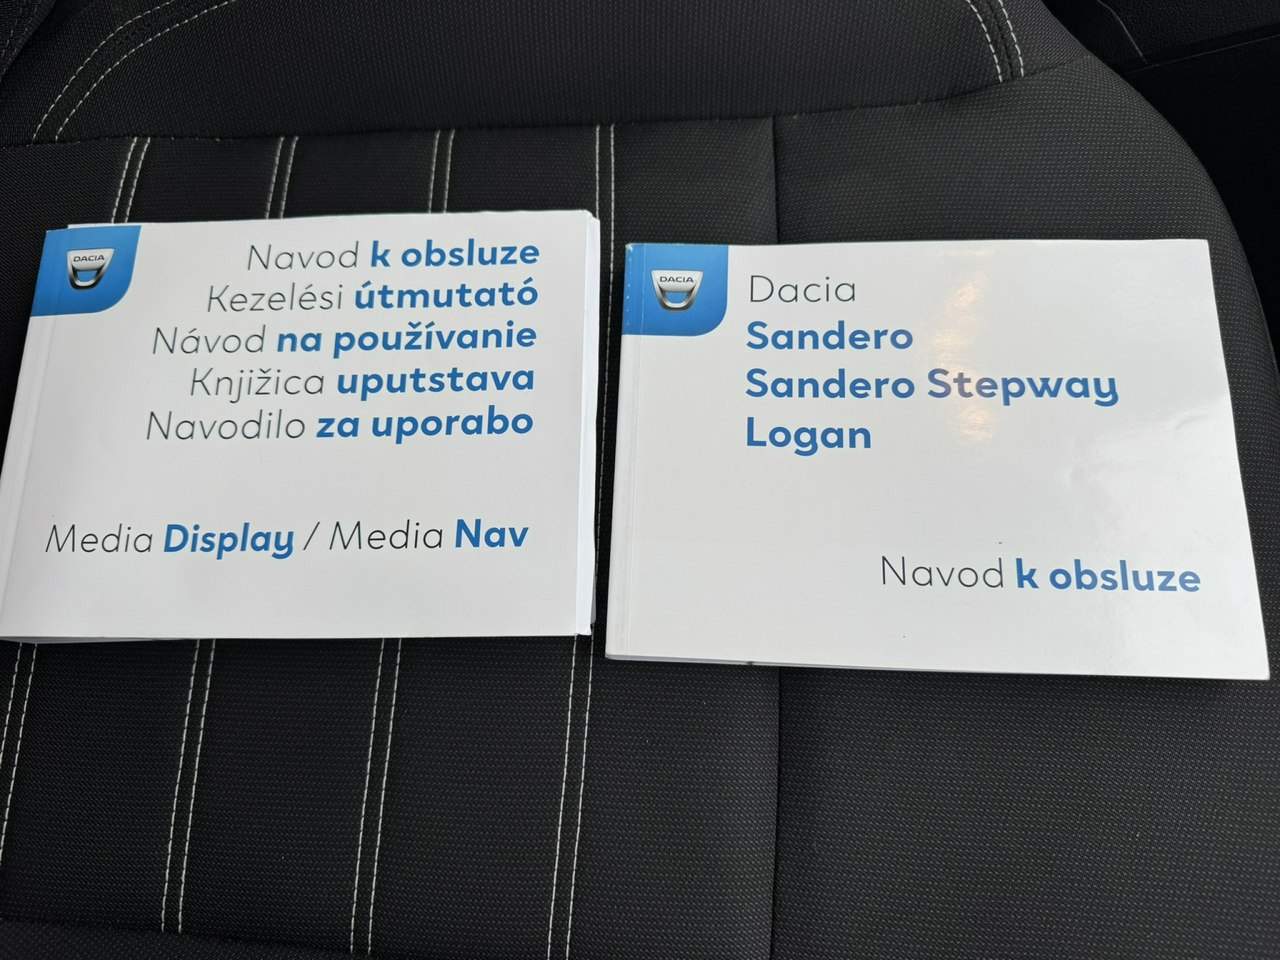 DACIA
Navod k obsluze
Kezelési útmutató
Návod na používanie
Knjižica uputstava
Navodilo za uporabo
Media Display / Media Nav
DACIA
Dacia
Sandero
Sandero Stepway
Logan
Navod k obsluze